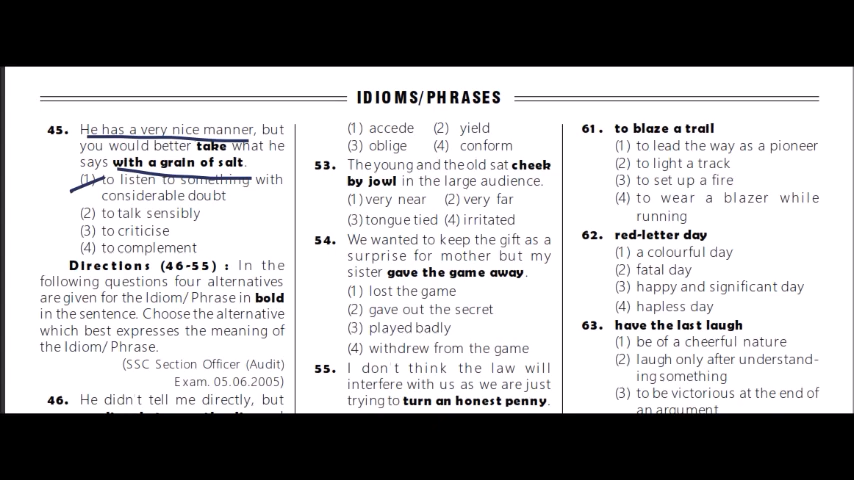 IDIOMS/PHRASES
45. He has a very nice manner, but
you would better take what he
says with a grain of salt.
(1) to listen to something with
considerable doubt
(2) to talk sensibly
(3) to criticise
(4) to complement
Directions (46-55) : In the
following questions four alternatives
are given for the Idiom/Phrase in bold
in the sentence. Choose the alternative
which best expresses the meaning of
the Idiom/Phrase.
(SSC Section Officer (Audit)
Exam. 05.06.2005)
46. He didn't tell me directly, but
(1) accede (2) yield
(3) oblige (4) conform
53. The young and the old sat cheek
by jowl in the large audience.
(1) very near (2) very far
(3) tongue tied (4) irritated
54. We wanted to keep the gift as a
surprise for mother but my
sister gave the game away.
(1) lost the game
(2) gave out the secret
(3) played badly
(4) withdrew from the game
55. I don't think the law will
interfere with us as we are just
trying to turn an honest penny.
61. to blaze a trail
(1) to lead the way as a pioneer
(2) to light a track
(3) to set up a fire
(4) to wear a blazer while
running
62. red-letter day
(1) a colourful day
(2) fatal day
(3) happy and significant day
(4) hapless day
63. have the last laugh
(1) be of a cheerful nature
(2) laugh only after understand-
ing something
(3) to be victorious at the end of
an argument